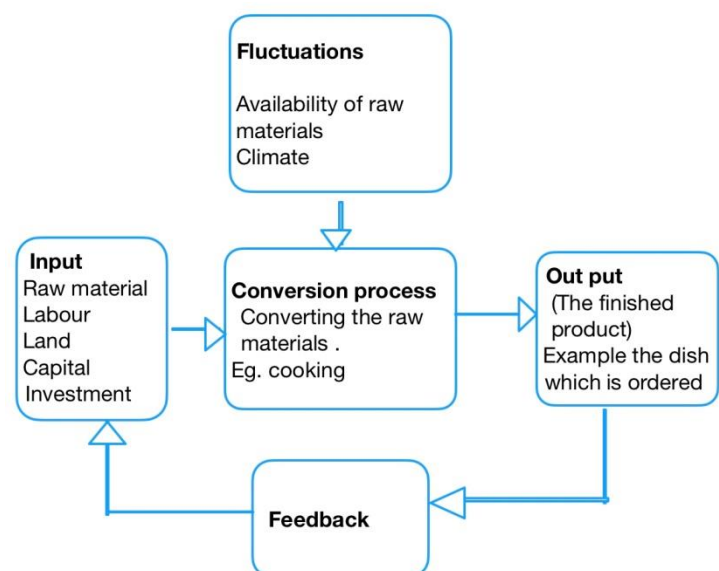 Fluctuations
Availability of raw
materials
Climate
Input
Raw material
Labour
Land
Capital
Investment
Conversion process
Converting the raw
materials .
Eg. cooking
Out put
(The finished
product)
Example the dish
which is ordered
Feedback